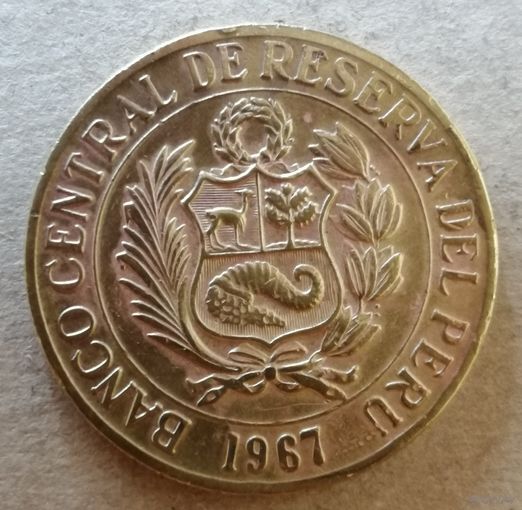 BANCO CENTRAL DE RESERVA DEL PERU
1967